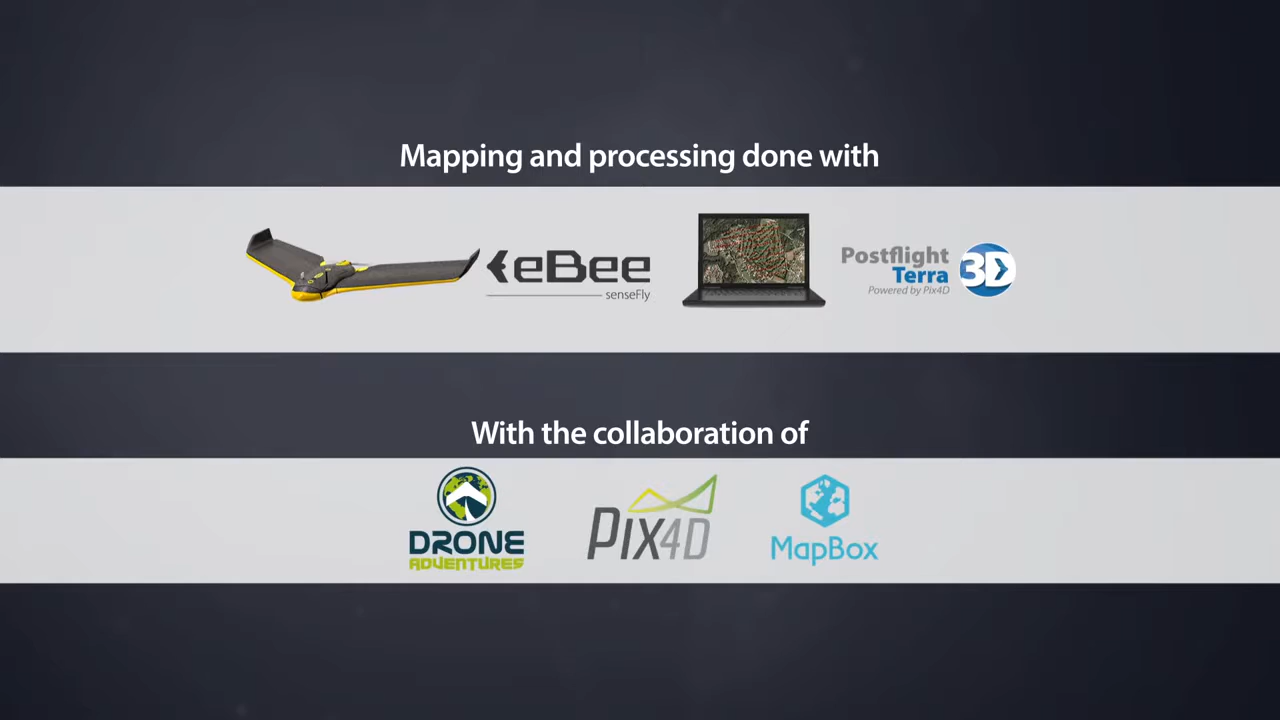 Mapping and processing done with
eBee
senseFly
Postflight
Terra
3D
Powered by Pix4D
With the collaboration of
DRONE
ADVENTURES
PIX4D
MapBox